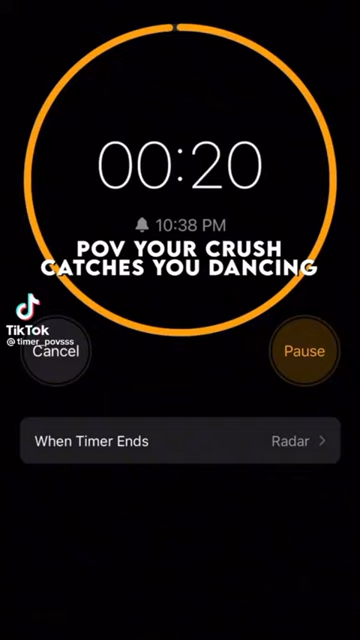 00:20
10:38 PM
POV YOUR CRUSH
CATCHES YOU DANCING
TikTok
@timer_povsss
Cancel
Pause
When Timer Ends Radar